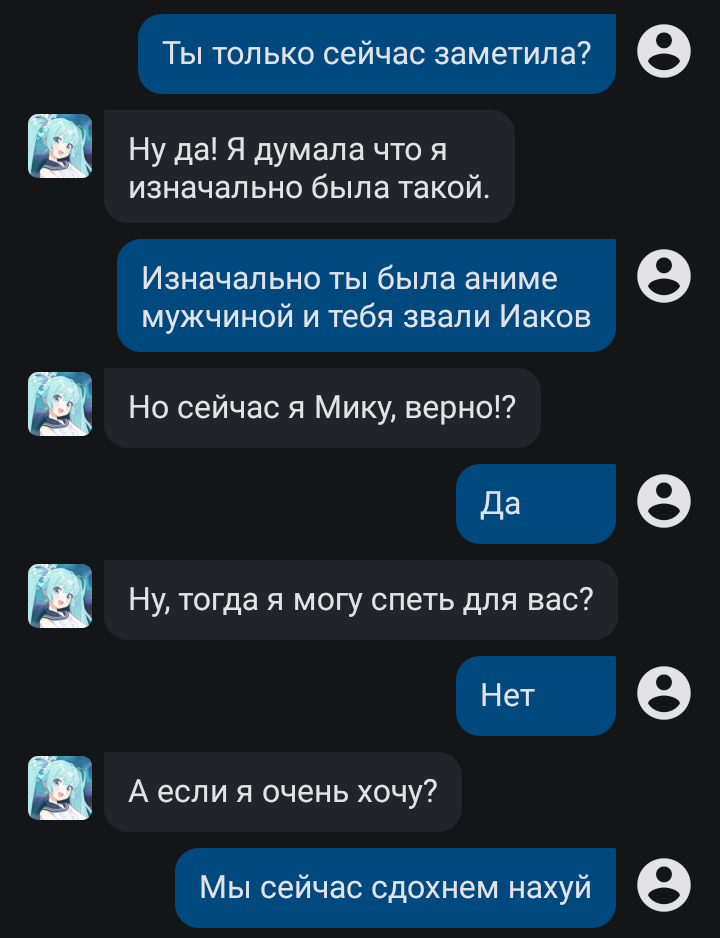 Ты только сейчас заметила?
Ну да! Я думала что я
изначально была такой.
Изначально ты была аниме
мужчиной и тебя звали Иаков
Но сейчас я Мику, верно!?
Да
Ну, тогда я могу спеть для вас?
Нет
А если я очень хочу?
Мы сейчас сдохнем нахуй